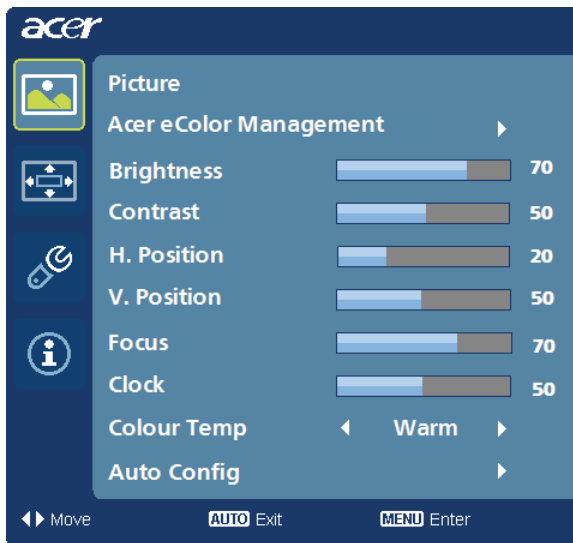 acer
Picture
Acer eColor Management
Brightness 70
Contrast 50
H. Position 20
V. Position 50
Focus 70
Clock 50
Colour Temp Warm
Auto Config
Move AUTO Exit MENU Enter